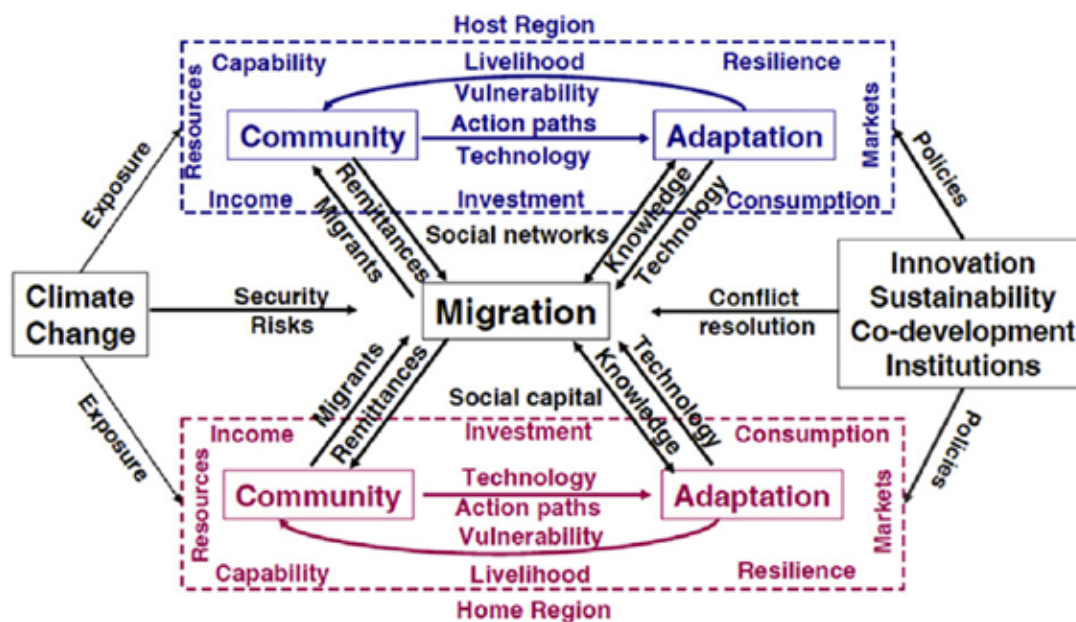 Host Region
Capability
Livelihood
Resilience
Resources
Vulnerability
Markets
Community
Action paths
Adaptation
Technology
Exposure
Policies
Income
Remittances
Investment
Knowledge
Consumption
Migrants
Social networks
Technology
Climate
Change
Security
Risks
Migration
Conflict
resolution
Innovation
Sustainability
Co-development
Institutions
Migrants
Remittances
Social capital
Knowledge
Technology
Exposure
Policies
Income
Investment
Consumption
Resources
Technology
Markets
Community
Action paths
Adaptation
Vulnerability
Capability
Livelihood
Resilience
Home Region